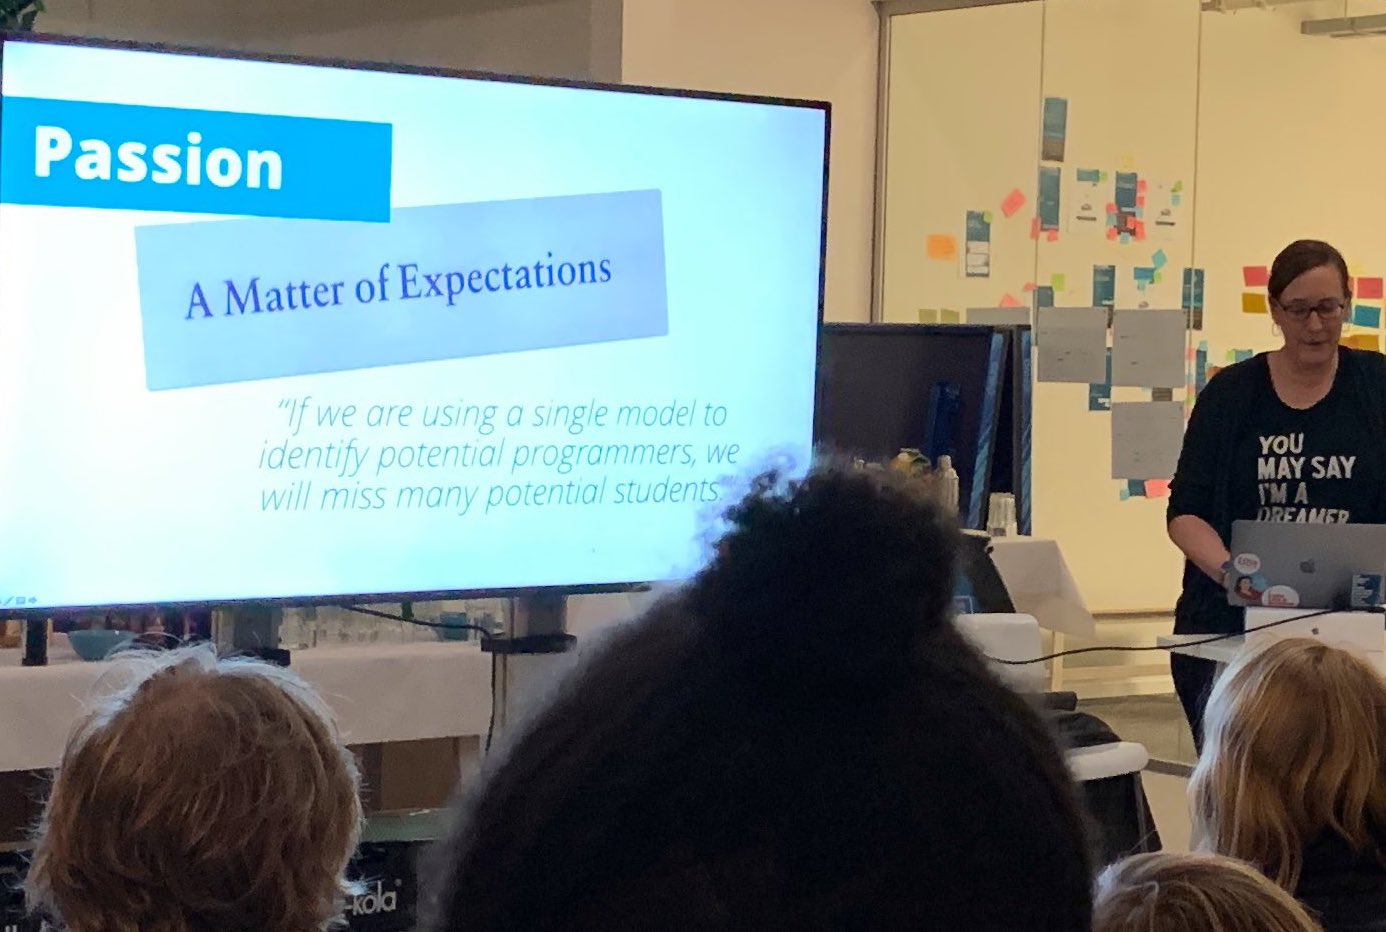 Passion
A Matter of Expectations
“If we are using a single model to
identify potential programmers, we
will miss many potential students.”
YOU
MAY SAY
I'M A
DREAMER
-kola